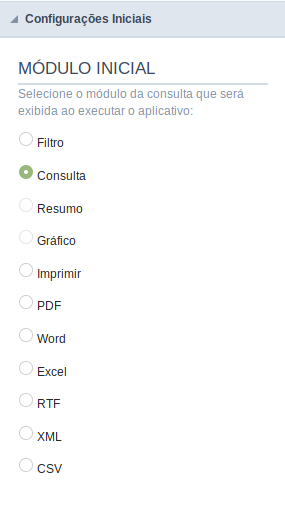 Configurações Iniciais
MÓDULO INICIAL
Selecione o módulo da consulta que será
exibida ao executar o aplicativo:
Filtro
Consulta
Resumo
Gráfico
Imprimir
PDF
Word
Excel
RTF
XML
CSV